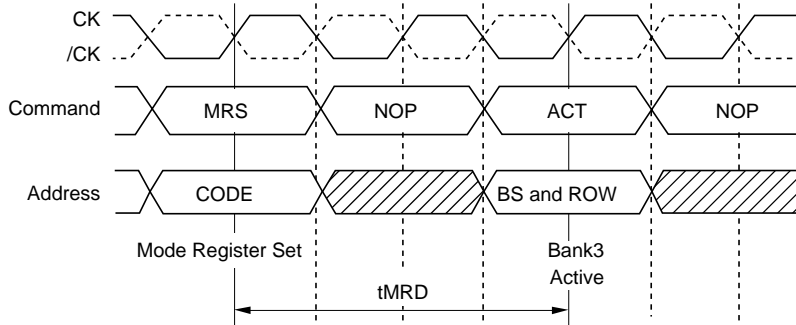 CK
/CK
Command MRS NOP ACT NOP
Address CODE BS and ROW
Mode Register Set Bank3
Active
tMRD